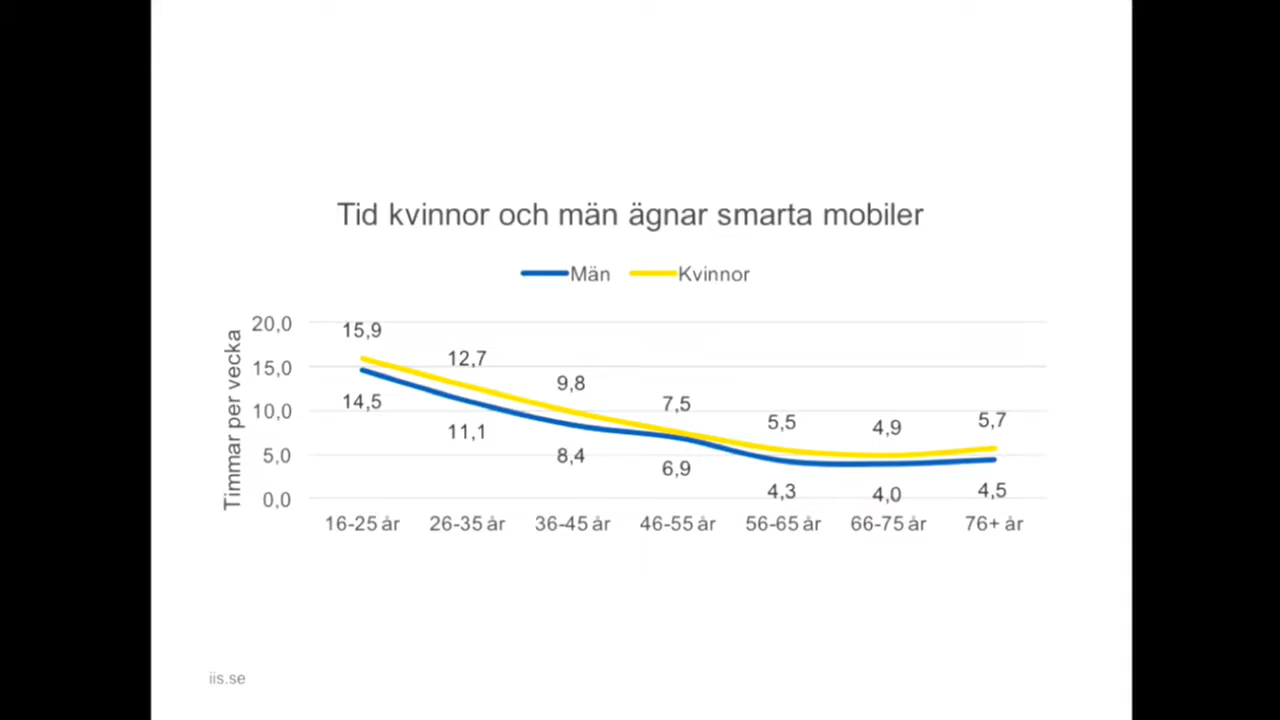 Tid kvinnor och män ägnar smarta mobiler
Män Kvinnor
Timmar per vecka
20,0
15,0
10,0
5,0
0,0
15,9 12,7 9,8 7,5 5,5 4,9 5,7
14,5 11,1 8,4 6,9 4,3 4,0 4,5
16-25 år 26-35 år 36-45 år 46-55 år 56-65 år 66-75 år 76+ år
iis.se